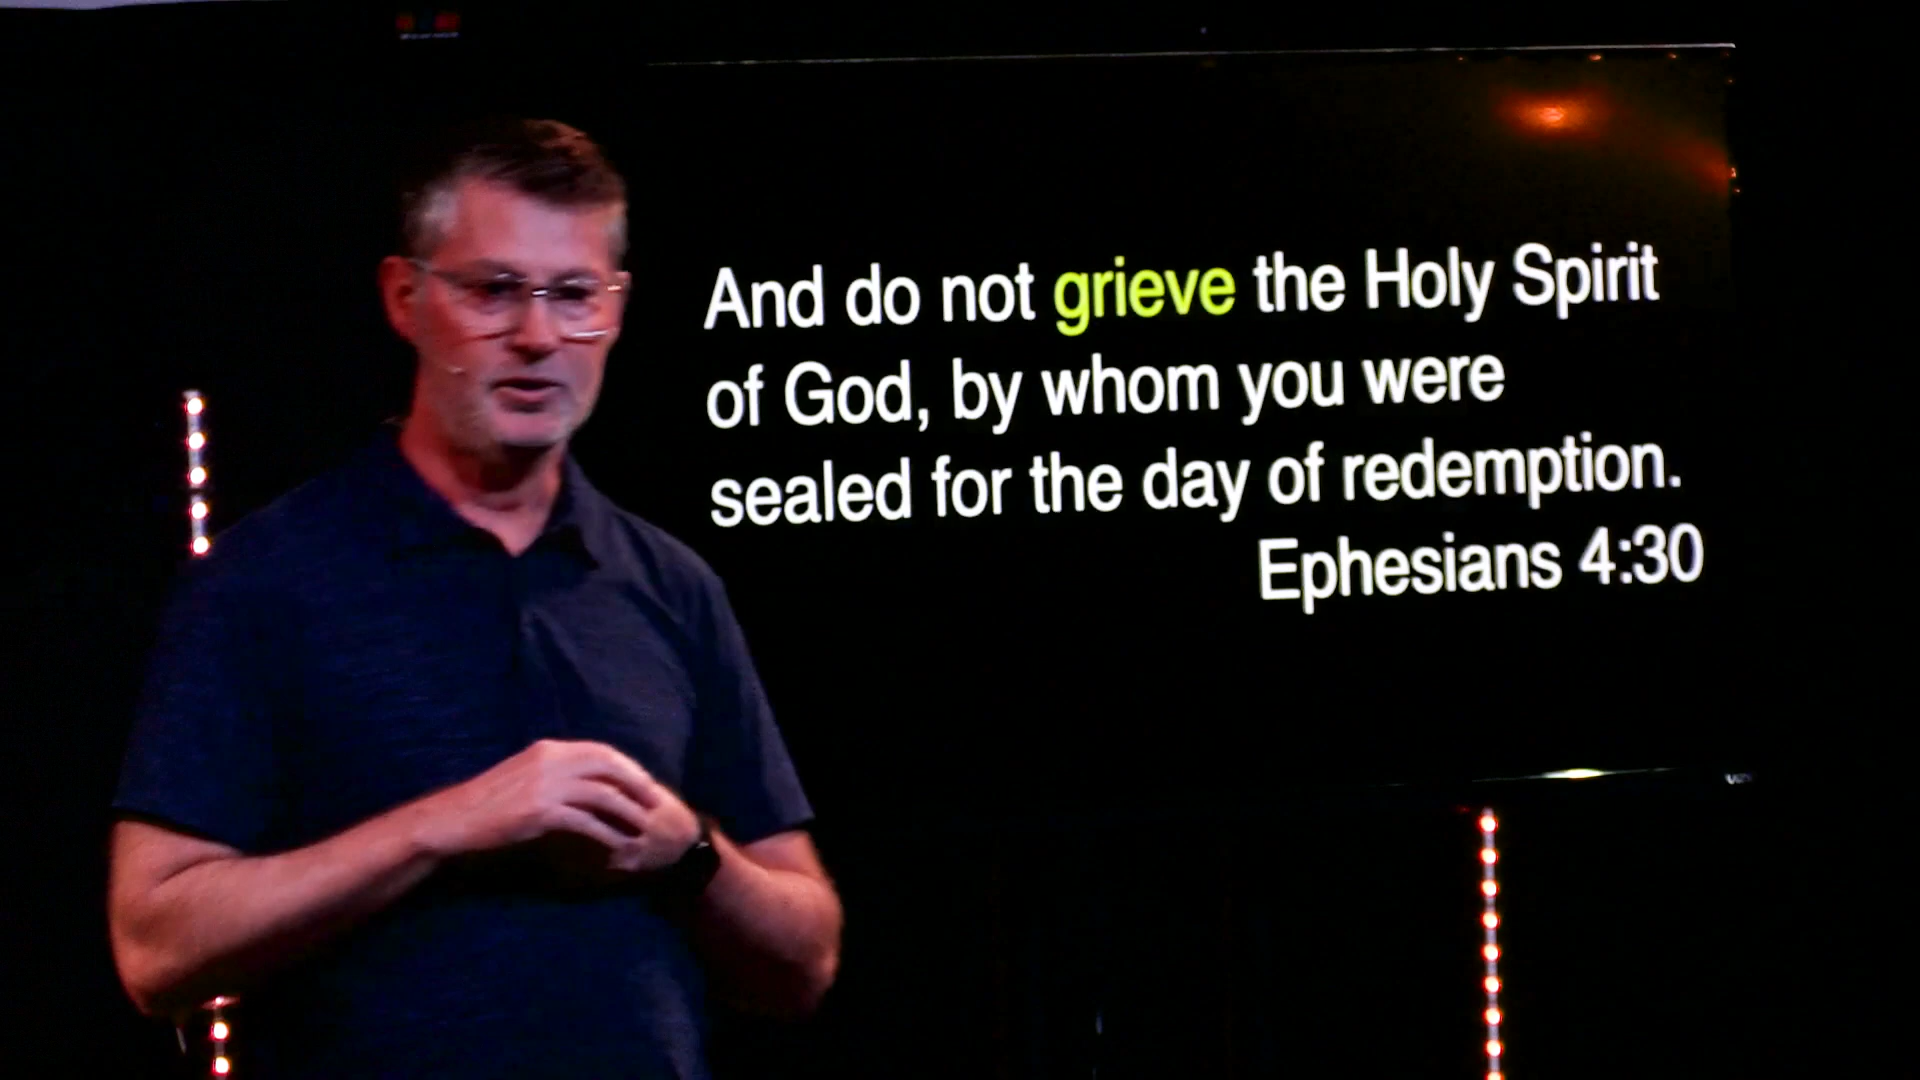 And do not grieve the Holy Spirit
of God, by whom you were
sealed for the day of redemption.
Ephesians 4:30